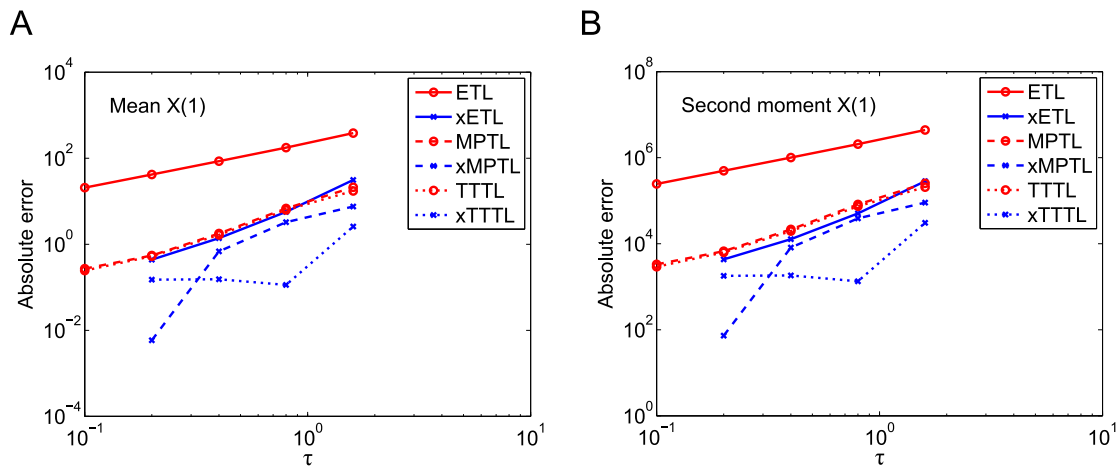 A
B
Mean X(1)
ETL
xETL
MPTL
xMPTL
TTTL
xTTTL
Absolute error
10^4
10^2
10^0
10^-2
10^-4
10^-1
10^0
10^1
τ
Second moment X(1)
ETL
xETL
MPTL
xMPTL
TTTL
xTTTL
Absolute error
10^8
10^6
10^4
10^2
10^0
10^-1
10^0
10^1
τ